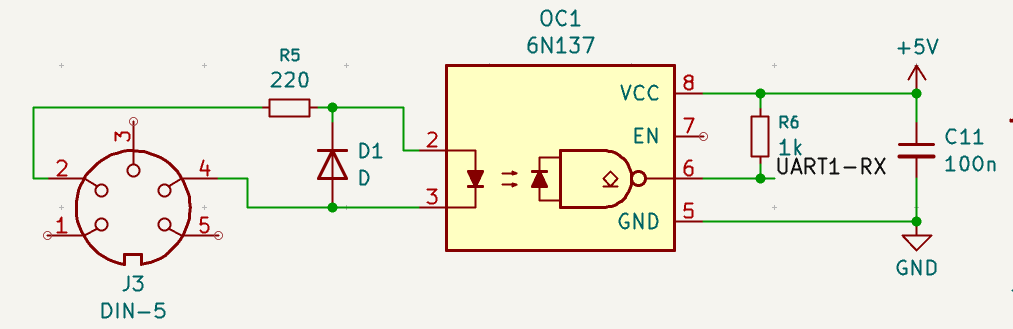 OC1
6N137
+5V
R5
220
VCC
8
EN
7
R6
1k
UART1-RX
C11
100n
3
2
4
D1
D
2
3
6
GND
5
1
5
GND
J3
DIN-5